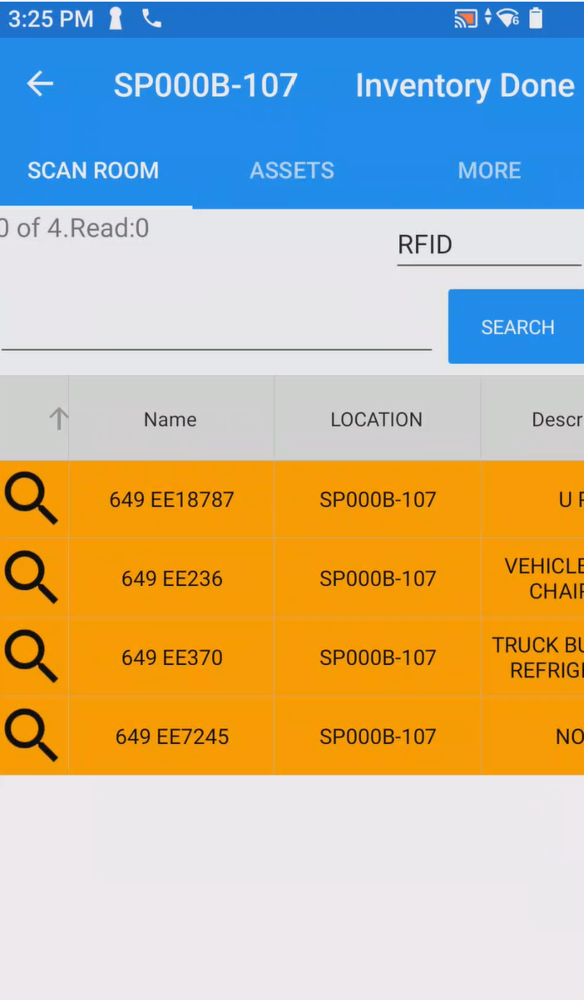 3:25 PM 6
SP000B-107 Inventory Done
SCAN ROOM ASSETS MORE
0 of 4.Read:0
RFID
SEARCH
Name LOCATION Descr
649 EE18787 SP000B-107 U
649 EE236 SP000B-107 VEHICLE
CHAIR
649 EE370 SP000B-107 TRUCK BU
REFRIG
649 EE7245 SP000B-107 NO